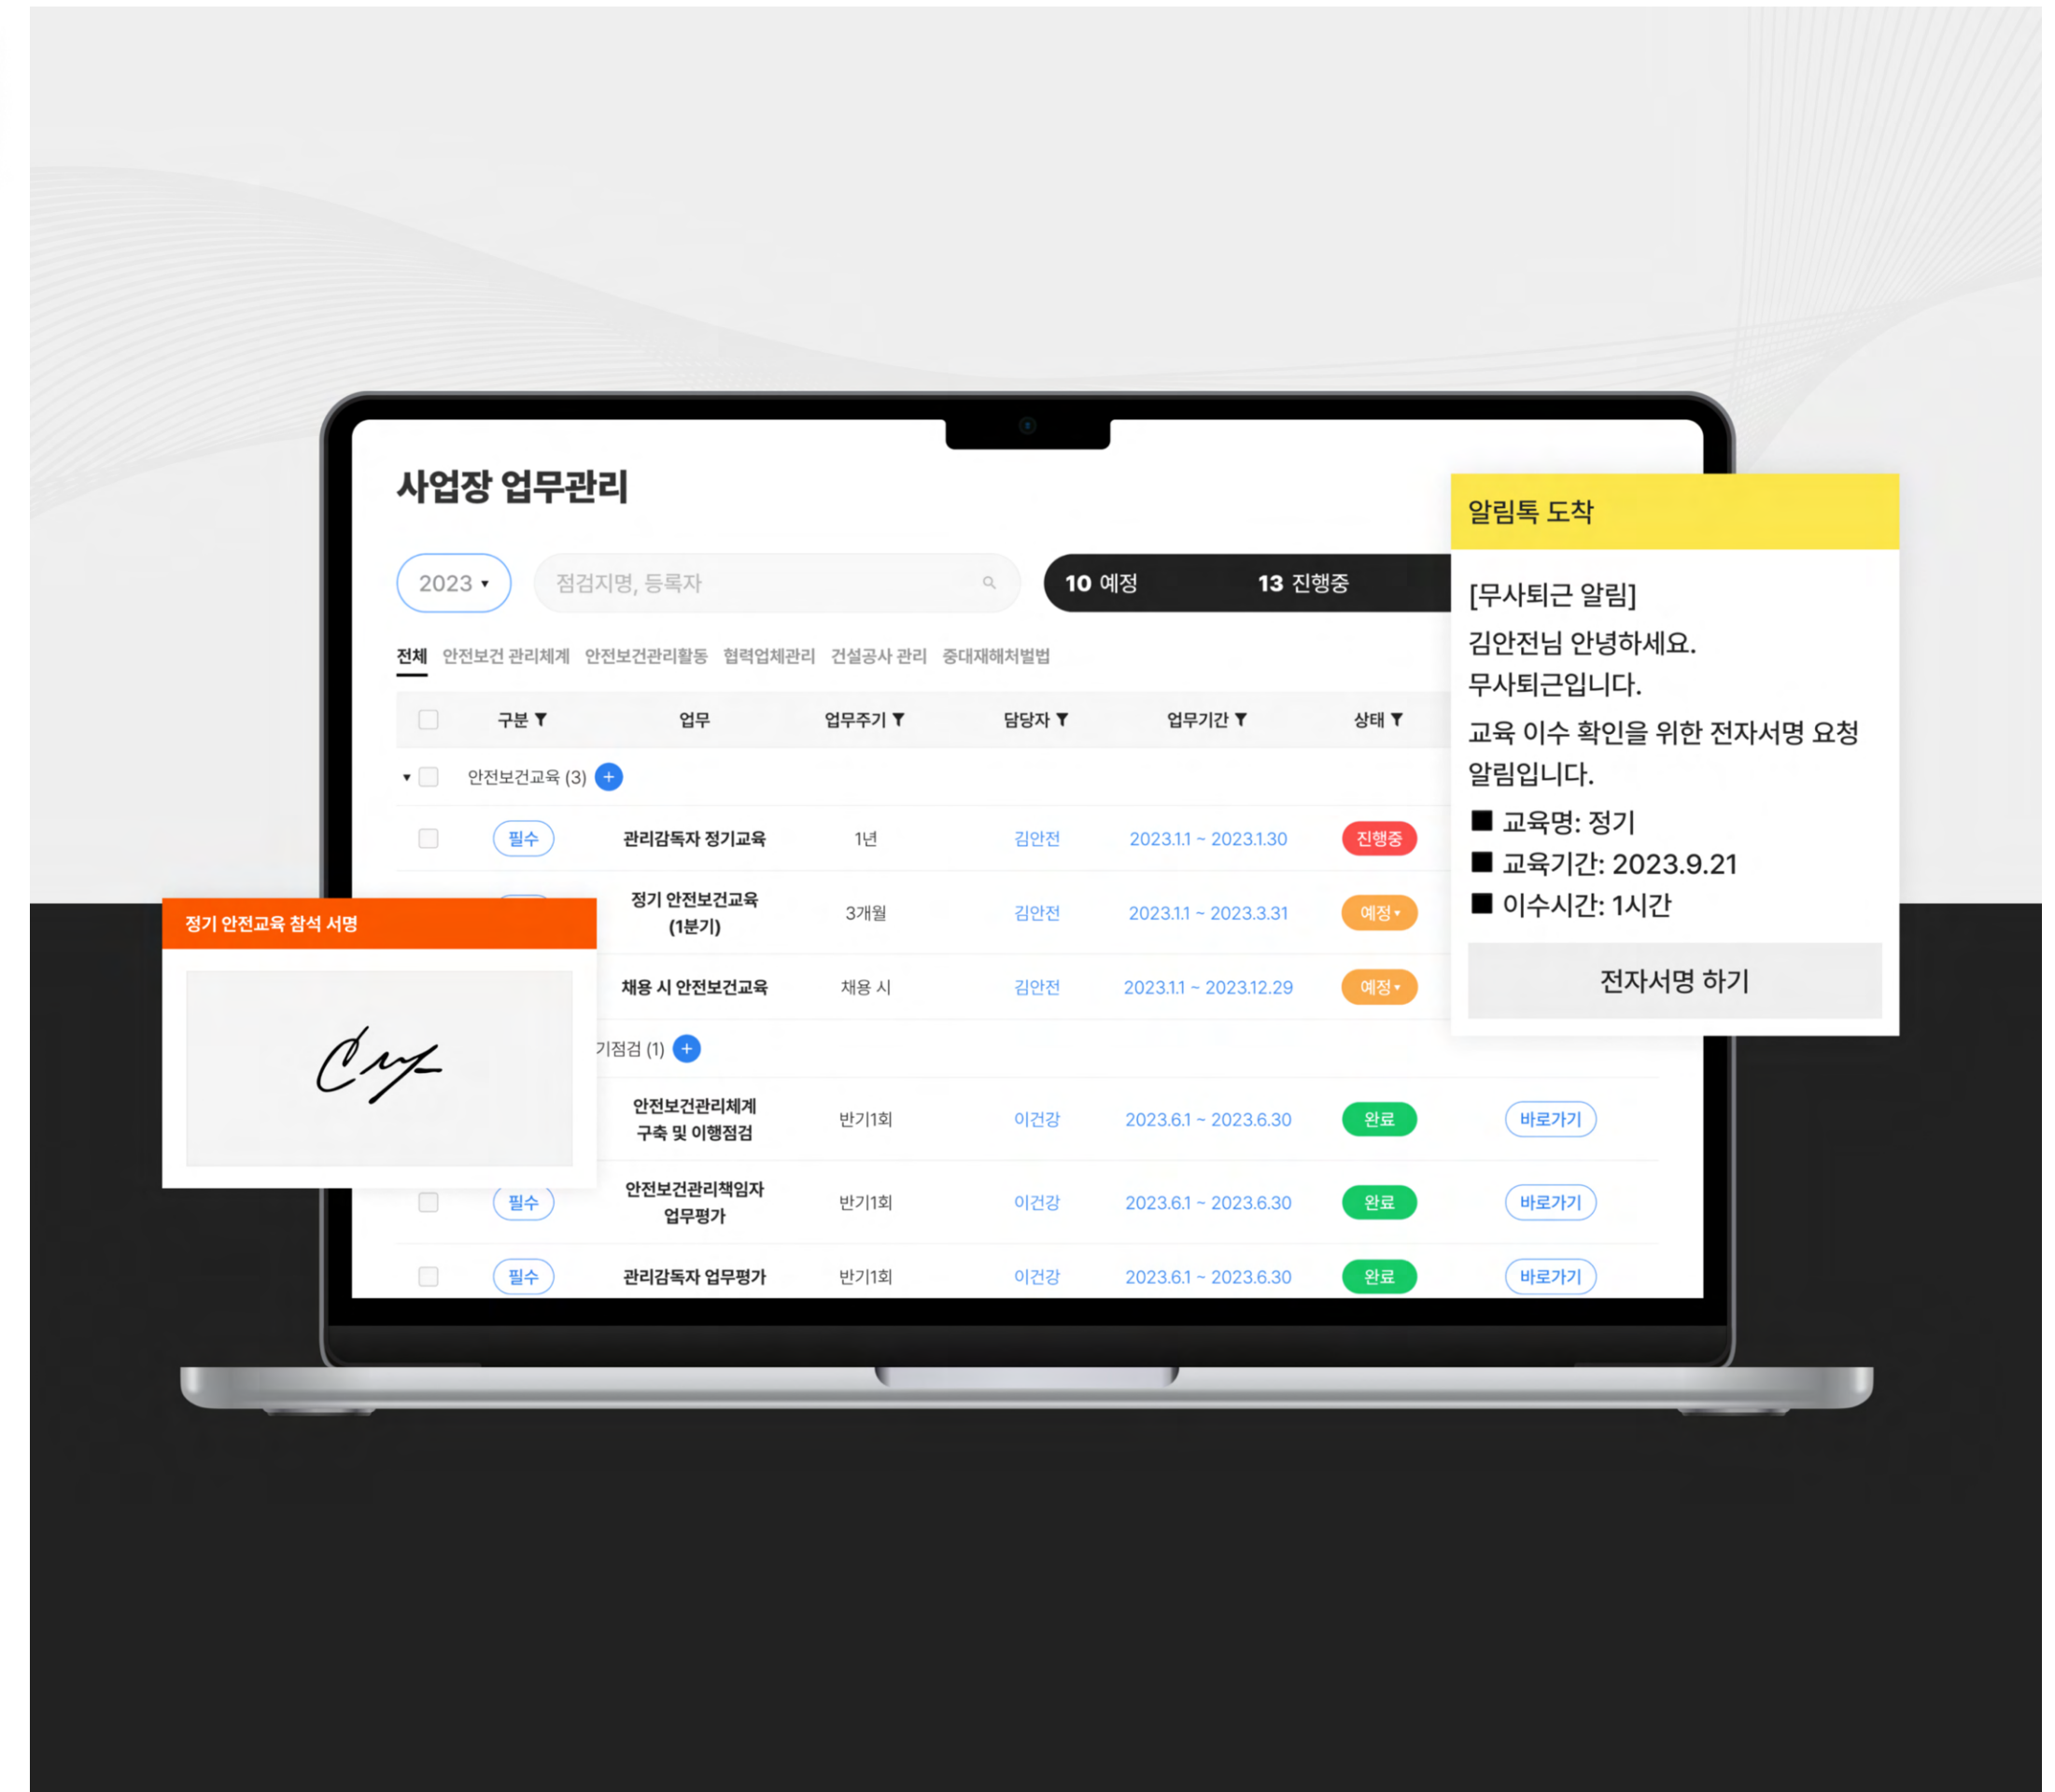 사업장 업무관리
2023
점검지명, 등록자
10 예정 13 진행중
전체 안전보건 관리체계 안전보건관리활동 협력업체관리 건설공사 관리 중대재해처벌법
구분 업무 업무주기 담당자 업무기간 상태
안전보건교육 (3) +
필수 관리감독자 정기교육 1년 김안전 2023.1.1 ~ 2023.1.30 진행중
정기 안전보건교육
(1분기)
3개월 김안전 2023.1.1 ~ 2023.3.31 예정
채용 시 안전보건교육 채용 시 김안전 2023.1.1 ~ 2023.12.29 예정
기점검 (1) +
안전보건관리체계
구축 및 이행점검
반기1회 이건강 2023.6.1 ~ 2023.6.30 완료 바로가기
필수
안전보건관리책임자
업무평가
반기1회 이건강 2023.6.1 ~ 2023.6.30 완료 바로가기
필수 관리감독자 업무평가 반기1회 이건강 2023.6.1 ~ 2023.6.30 완료 바로가기
정기 안전교육 참석 서명
알림톡 도착
[무사퇴근 알림]
김안전님 안녕하세요.
무사퇴근입니다.
교육 이수 확인을 위한 전자서명 요청
알림입니다.
■ 교육명: 정기
■ 교육기간: 2023.9.21
■ 이수시간: 1시간
전자서명 하기